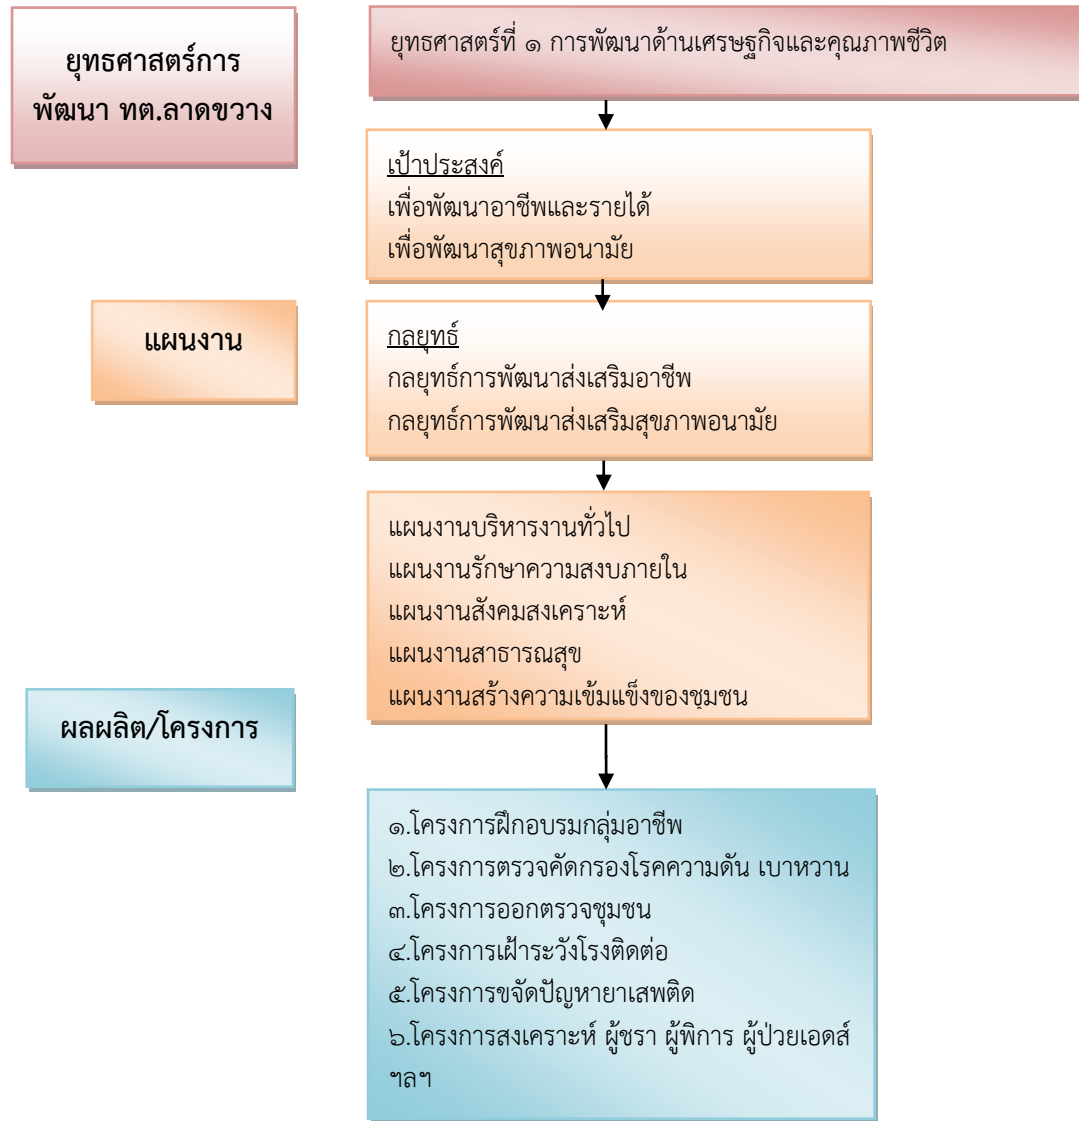 ยุทธศาสตร์การ
พัฒนา ทต.ลาดขวาง
ยุทธศาสตร์ที่ ๑ การพัฒนาด้านเศรษฐกิจและคุณภาพชีวิต
เป้าประสงค์
เพื่อพัฒนาอาชีพและรายได้
เพื่อพัฒนาสุขภาพอนามัย
แผนงาน
กลยุทธ์
กลยุทธ์การพัฒนาส่งเสริมอาชีพ
กลยุทธ์การพัฒนาส่งเสริมสุขภาพอนามัย
แผนงานบริหารงานทั่วไป
แผนงานรักษาความสงบภายใน
แผนงานสังคมสงเคราะห์
แผนงานสาธารณสุข
แผนงานสร้างความเข้มแข็งของชุมชน
ผลผลิต/โครงการ
๑.โครงการฝึกอบรมกลุ่มอาชีพ
๒.โครงการตรวจคัดกรองโรคความดัน เบาหวาน
๓.โครงการออกตรวจชุมชน
๔.โครงการเฝ้าระวังโรงติดต่อ
๕.โครงการขจัดปัญหายาเสพติด
๖.โครงการสงเคราะห์ ผู้ชรา ผู้พิการ ผู้ป่วยเอดส์
ฯลฯ